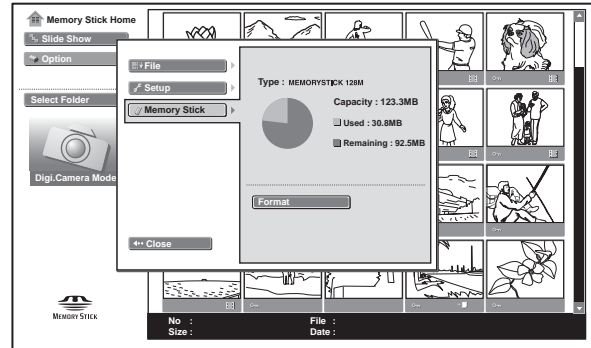 Memory Stick Home
Slide Show
Option
Select Folder
Digi.Camera Mode
File
Setup
Memory Stick
Close
Type : MEMORYSTICK 128M
Capacity : 123.3MB
Used : 30.8MB
Remaining : 92.5MB
Format
MEMORY STICK
No :
File :
Size :
Date :